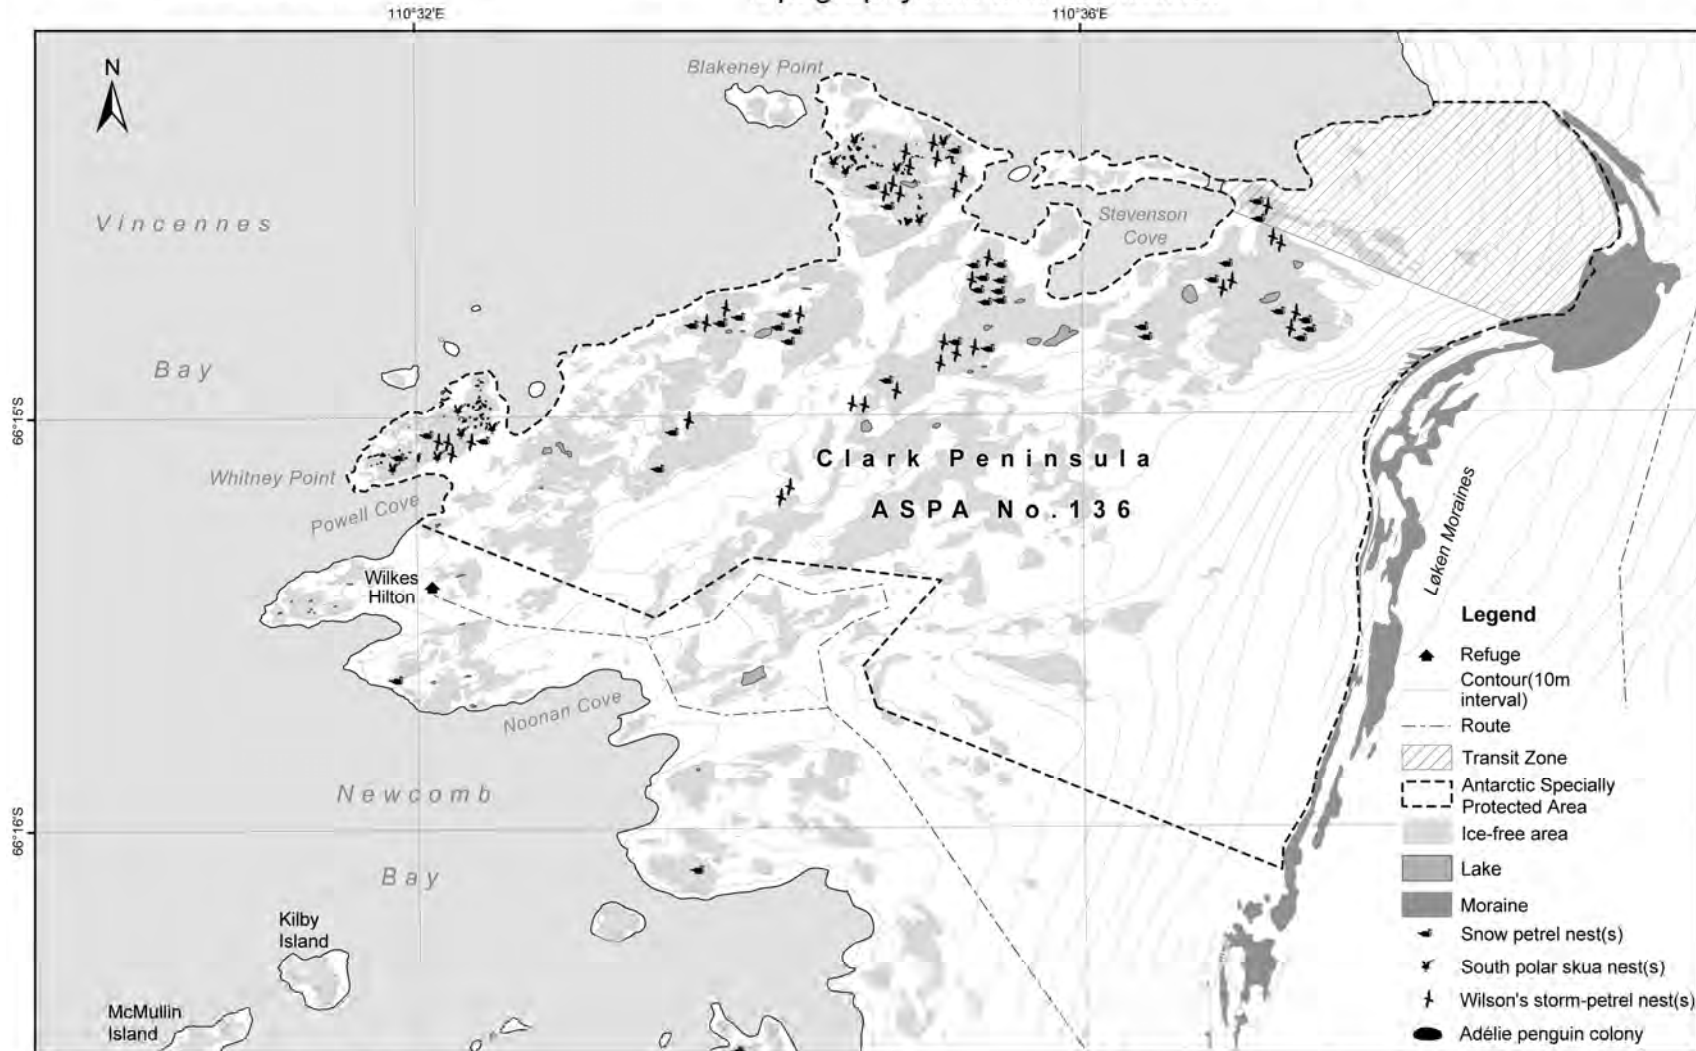 110°32'E
110°36'E
N
Blakeney Point
Vincennes
Stevenson
Cove
Bay
66°15'S
Clark Peninsula
Whitney Point
ASPA No.136
Powell Cove
Løken Moraines
Wilkes
Hilton
Noonan Cove
Newcomb
66°16'S
Bay
Kilby
Island
McMullin
Island
Legend
Refuge
Contour(10m
interval)
Route
Transit Zone
Antarctic Specially
Protected Area
Ice-free area
Lake
Moraine
Snow petrel nest(s)
South polar skua nest(s)
Wilson's storm-petrel nest(s)
Adélie penguin colony